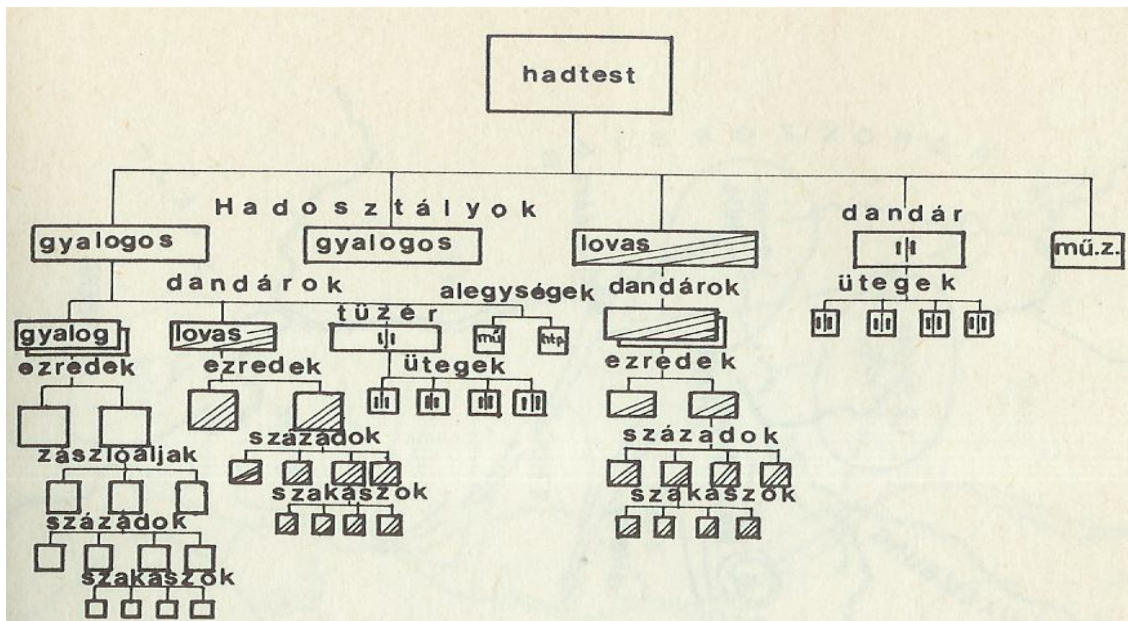 hadtest
Hadosztályok
dandár
gyalogos
gyalogos
lovas
mű.z.
dandárok
alegységek
dandárok
ütegek
gyalog
lovas
tüzér
mű
htp.
ezredek
ezredek
ütegek
ezredek
zászlóaljak
századok
századok
szakaszok
szakaszok
századok
szakaszok